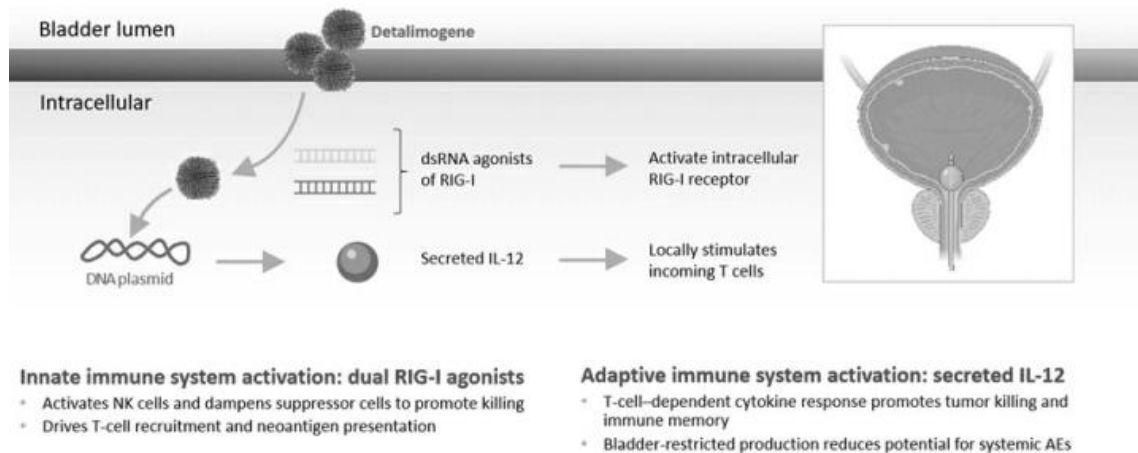 Bladder lumen
Detalimogene
Intracellular
dsRNA agonists
of RIG-I
Activate intracellular
RIG-I receptor
DNA plasmid
Secreted IL-12
Locally stimulates
incoming T cells
Innate immune system activation: dual RIG-I agonists
• Activates NK cells and dampens suppressor cells to promote killing
• Drives T-cell recruitment and neoantigen presentation
Adaptive immune system activation: secreted IL-12
• T-cell–dependent cytokine response promotes tumor killing and
immune memory
• Bladder-restricted production reduces potential for systemic AEs